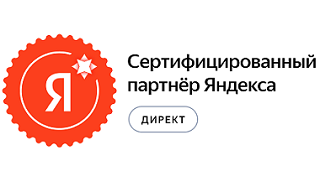 Я
Сертифицированный
партнёр Яндекса
ДИРЕКТ